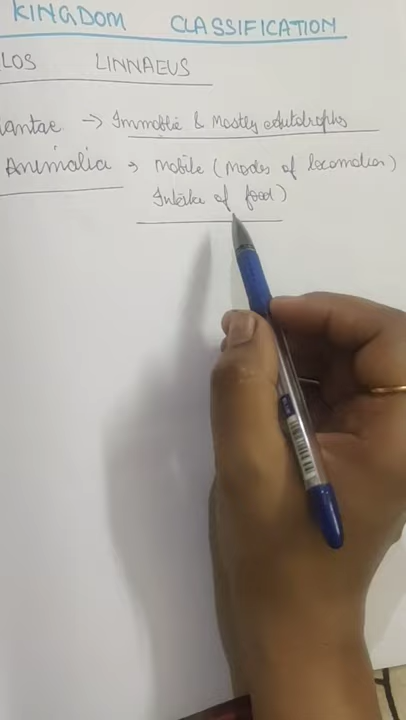 KINGDOM CLASSIFICATION
LOS LINNAEUS
antae → Immobile & Mostly Autotrophs
Animalia → Mobile (Modes of locomotion)
Intake of food)